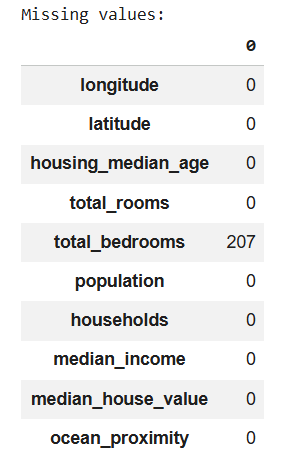 Missing values:
0
longitude 0
latitude 0
housing_median_age 0
total_rooms 0
total_bedrooms 207
population 0
households 0
median_income 0
median_house_value 0
ocean_proximity 0